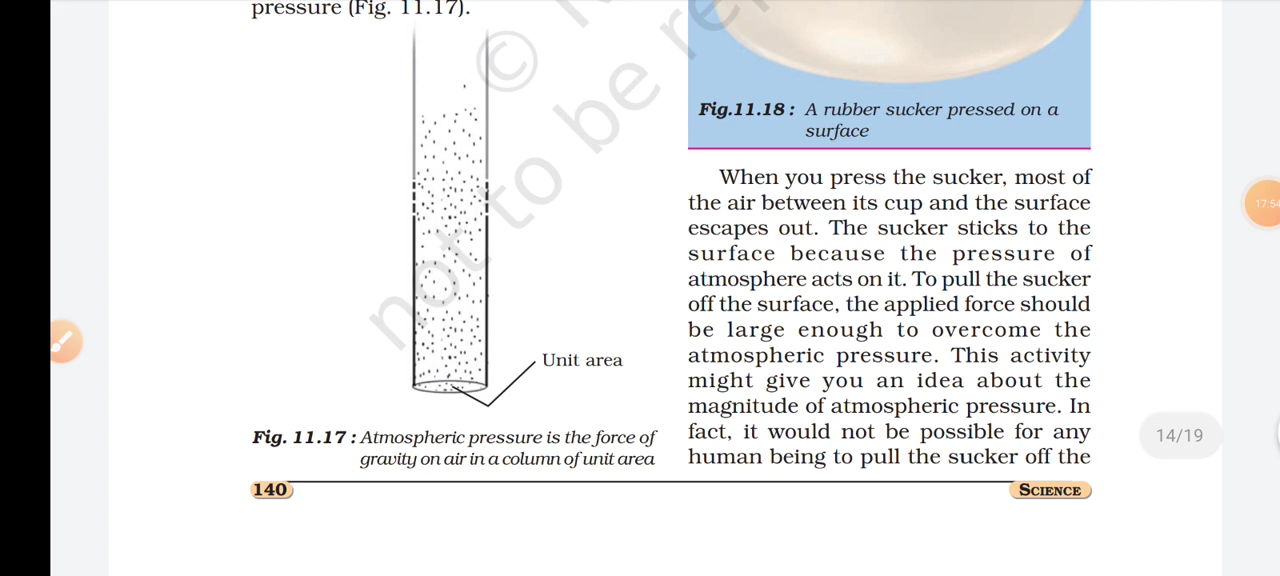 pressure (Fig. 11.17).
Unit area
Fig. 11.17 : Atmospheric pressure is the force of
gravity on air in a column of unit area
Fig.11.18 : A rubber sucker pressed on a
surface
When you press the sucker, most of
the air between its cup and the surface
escapes out. The sucker sticks to the
surface because the pressure of
atmosphere acts on it. To pull the sucker
off the surface, the applied force should
be large enough to overcome the
atmospheric pressure. This activity
might give you an idea about the
magnitude of atmospheric pressure. In
fact, it would not be possible for any
human being to pull the sucker off the
140
SCIENCE
© N
not to be re
17:54
14/19